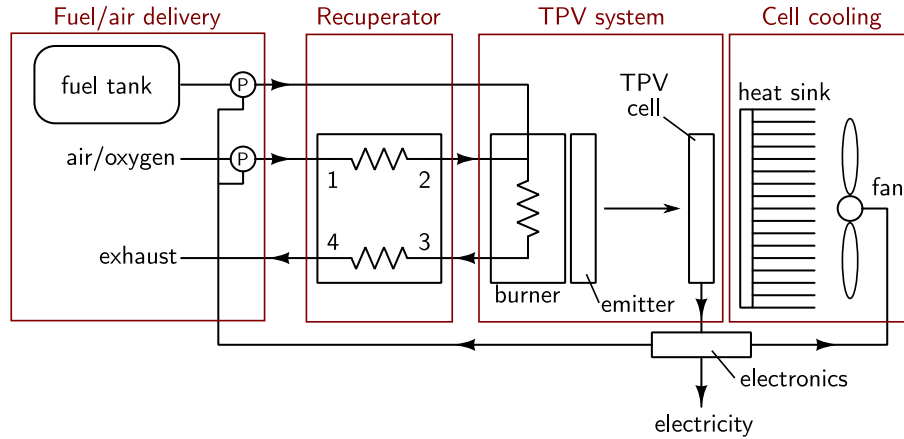 Fuel/air delivery
Recuperator
TPV system
Cell cooling
fuel tank
P
TPV
cell
heat sink
air/oxygen
P
1
2
fan
exhaust
4
3
burner
emitter
electronics
electricity